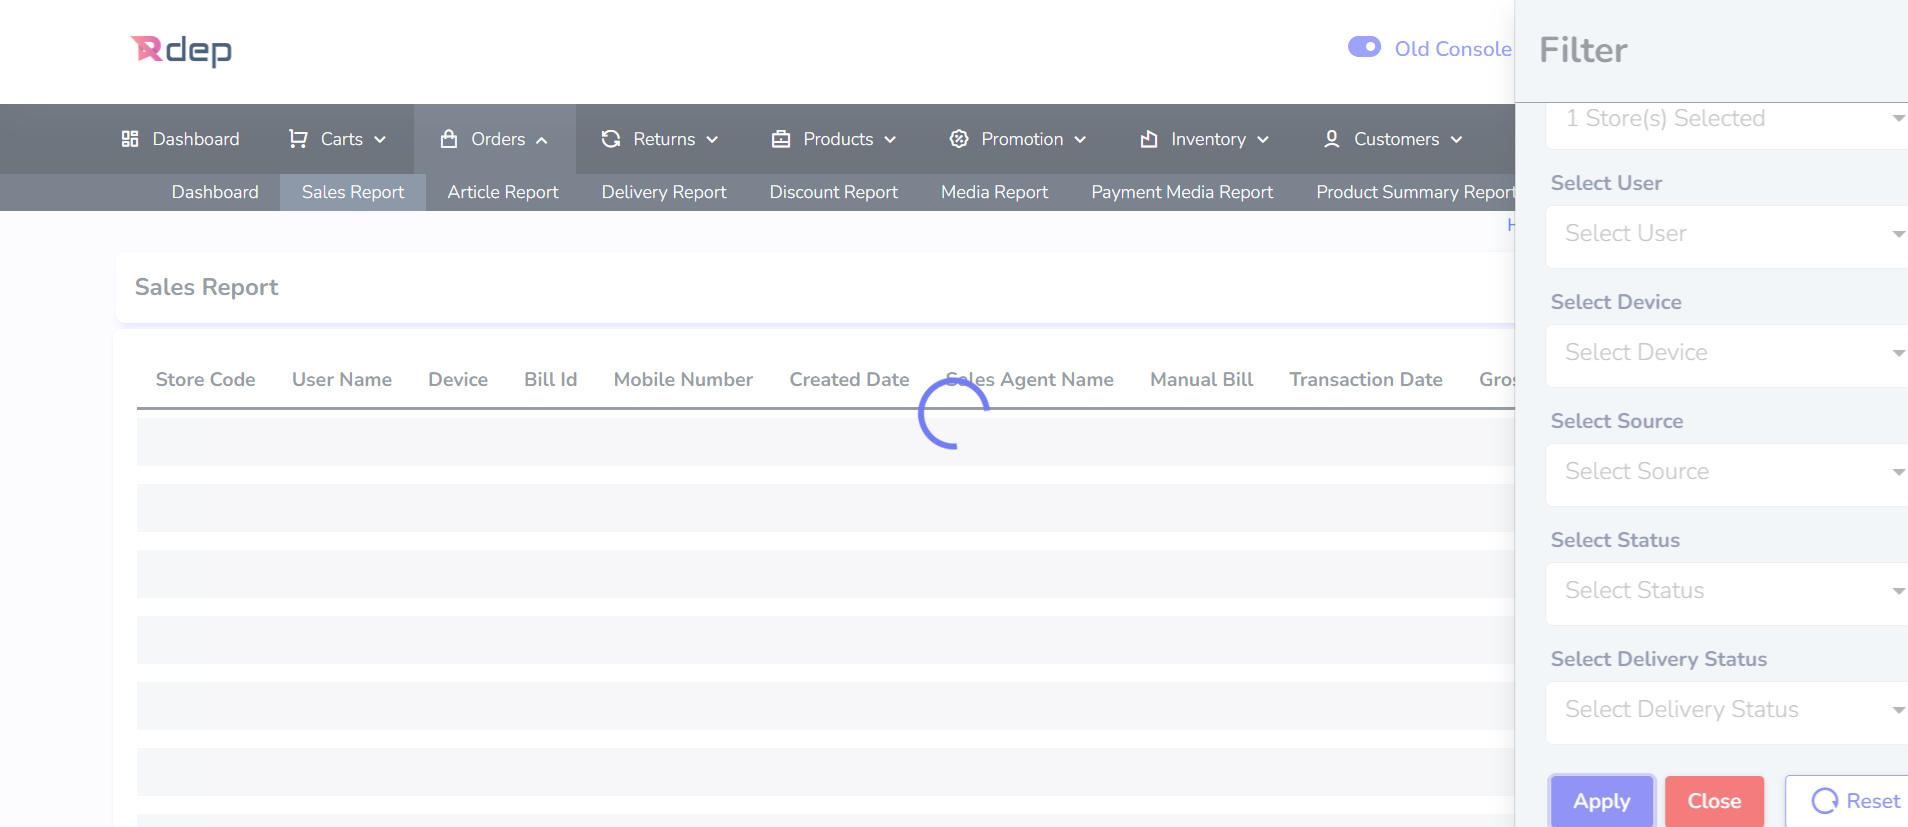 Rdep
Old Console
Dashboard Carts Orders Returns Products Promotion Inventory Customers
Dashboard Sales Report Article Report Delivery Report Discount Report Media Report Payment Media Report Product Summary Report
H
Sales Report
Store Code User Name Device Bill Id Mobile Number Created Date Sales Agent Name Manual Bill Transaction Date Gros
Filter
1 Store(s) Selected
Select User
Select User
Select Device
Select Device
Select Source
Select Source
Select Status
Select Status
Select Delivery Status
Select Delivery Status
Apply Close Reset